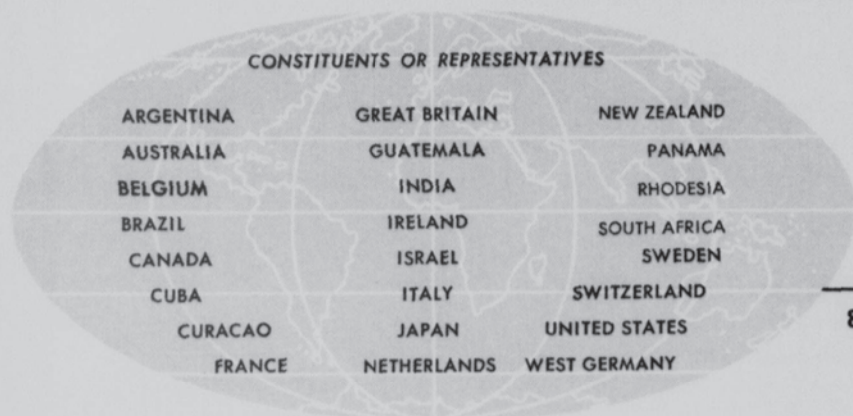 CONSTITUENTS OR REPRESENTATIVES
ARGENTINA
AUSTRALIA
BELGIUM
BRAZIL
CANADA
CUBA
CURACAO
FRANCE
GREAT BRITAIN
GUATEMALA
INDIA
IRELAND
ISRAEL
ITALY
JAPAN
NETHERLANDS
NEW ZEALAND
PANAMA
RHODESIA
SOUTH AFRICA
SWEDEN
SWITZERLAND
UNITED STATES
WEST GERMANY